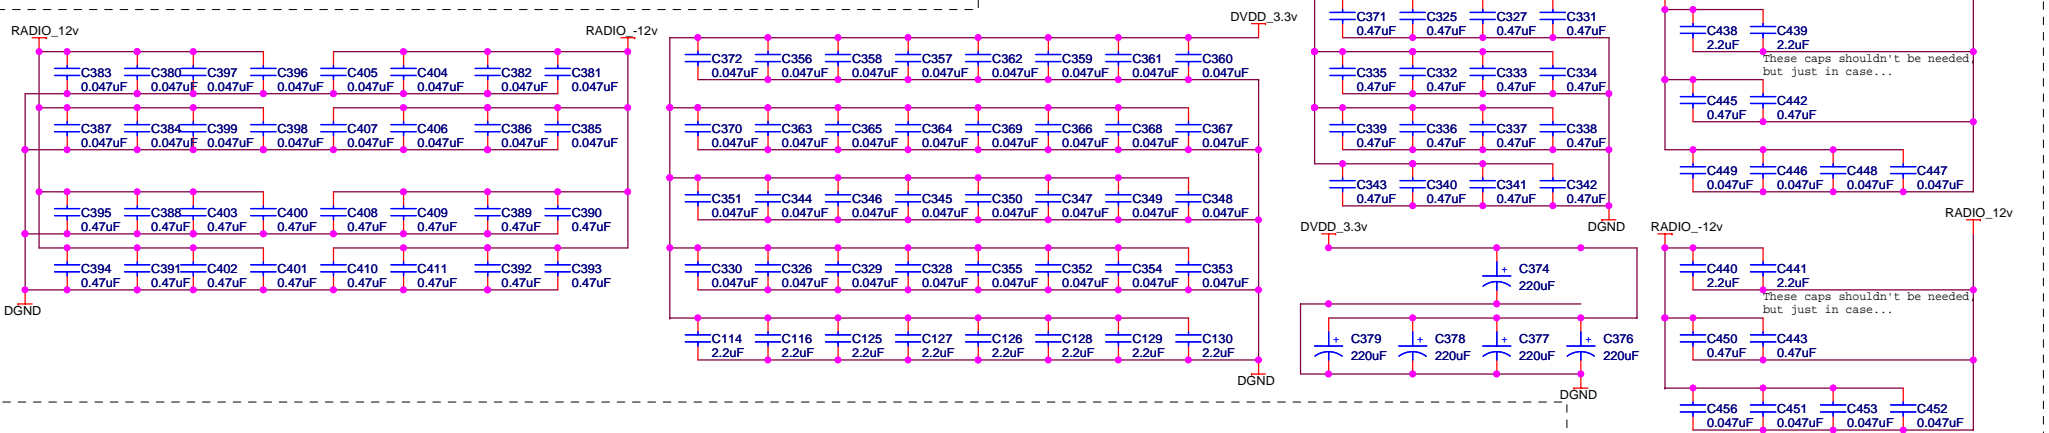 RADIO_12v
RADIO_-12v
C383 C380 C397 C396 C405 C404 C382 C381
0.047uF 0.047uF 0.047uF 0.047uF 0.047uF 0.047uF 0.047uF 0.047uF
C387 C384 C399 C398 C407 C406 C386 C385
0.047uF 0.047uF 0.047uF 0.047uF 0.047uF 0.047uF 0.047uF 0.047uF
C395 C388 C403 C400 C408 C409 C389 C390
0.47uF 0.47uF 0.47uF 0.47uF 0.47uF 0.47uF 0.47uF 0.47uF
C394 C391 C402 C401 C410 C411 C392 C393
0.47uF 0.47uF 0.47uF 0.47uF 0.47uF 0.47uF 0.47uF 0.47uF
DGND
DVDD_3.3v
C372 C356 C358 C357 C362 C359 C361 C360
0.047uF 0.047uF 0.047uF 0.047uF 0.047uF 0.047uF 0.047uF 0.047uF
C370 C363 C365 C364 C369 C366 C368 C367
0.047uF 0.047uF 0.047uF 0.047uF 0.047uF 0.047uF 0.047uF 0.047uF
C351 C344 C346 C345 C350 C347 C349 C348
0.047uF 0.047uF 0.047uF 0.047uF 0.047uF 0.047uF 0.047uF 0.047uF
C330 C326 C329 C328 C355 C352 C354 C353
0.047uF 0.047uF 0.047uF 0.047uF 0.047uF 0.047uF 0.047uF 0.047uF
C114 C116 C125 C127 C126 C128 C129 C130
2.2uF 2.2uF 2.2uF 2.2uF 2.2uF 2.2uF 2.2uF 2.2uF
DGND
C371 C325 C327 C331
0.47uF 0.47uF 0.47uF 0.47uF
C335 C332 C333 C334
0.47uF 0.47uF 0.47uF 0.47uF
C339 C336 C337 C338
0.47uF 0.47uF 0.47uF 0.47uF
C343 C340 C341 C342
0.47uF 0.47uF 0.47uF 0.47uF
DGND
DVDD_3.3v
+ C374
220uF
+ C379 + C378 + C377 + C376
220uF 220uF 220uF 220uF
DGND
C438 C439
2.2uF 2.2uF
These caps shouldn't be needed,
but just in case...
C445 C442
0.47uF 0.47uF
C449 C446 C448 C447
0.047uF 0.047uF 0.047uF 0.047uF
RADIO_12v
RADIO_-12v
C440 C441
2.2uF 2.2uF
These caps shouldn't be needed,
but just in case...
C450 C443
0.47uF 0.47uF
C456 C451 C453 C452
0.047uF 0.047uF 0.047uF 0.047uF